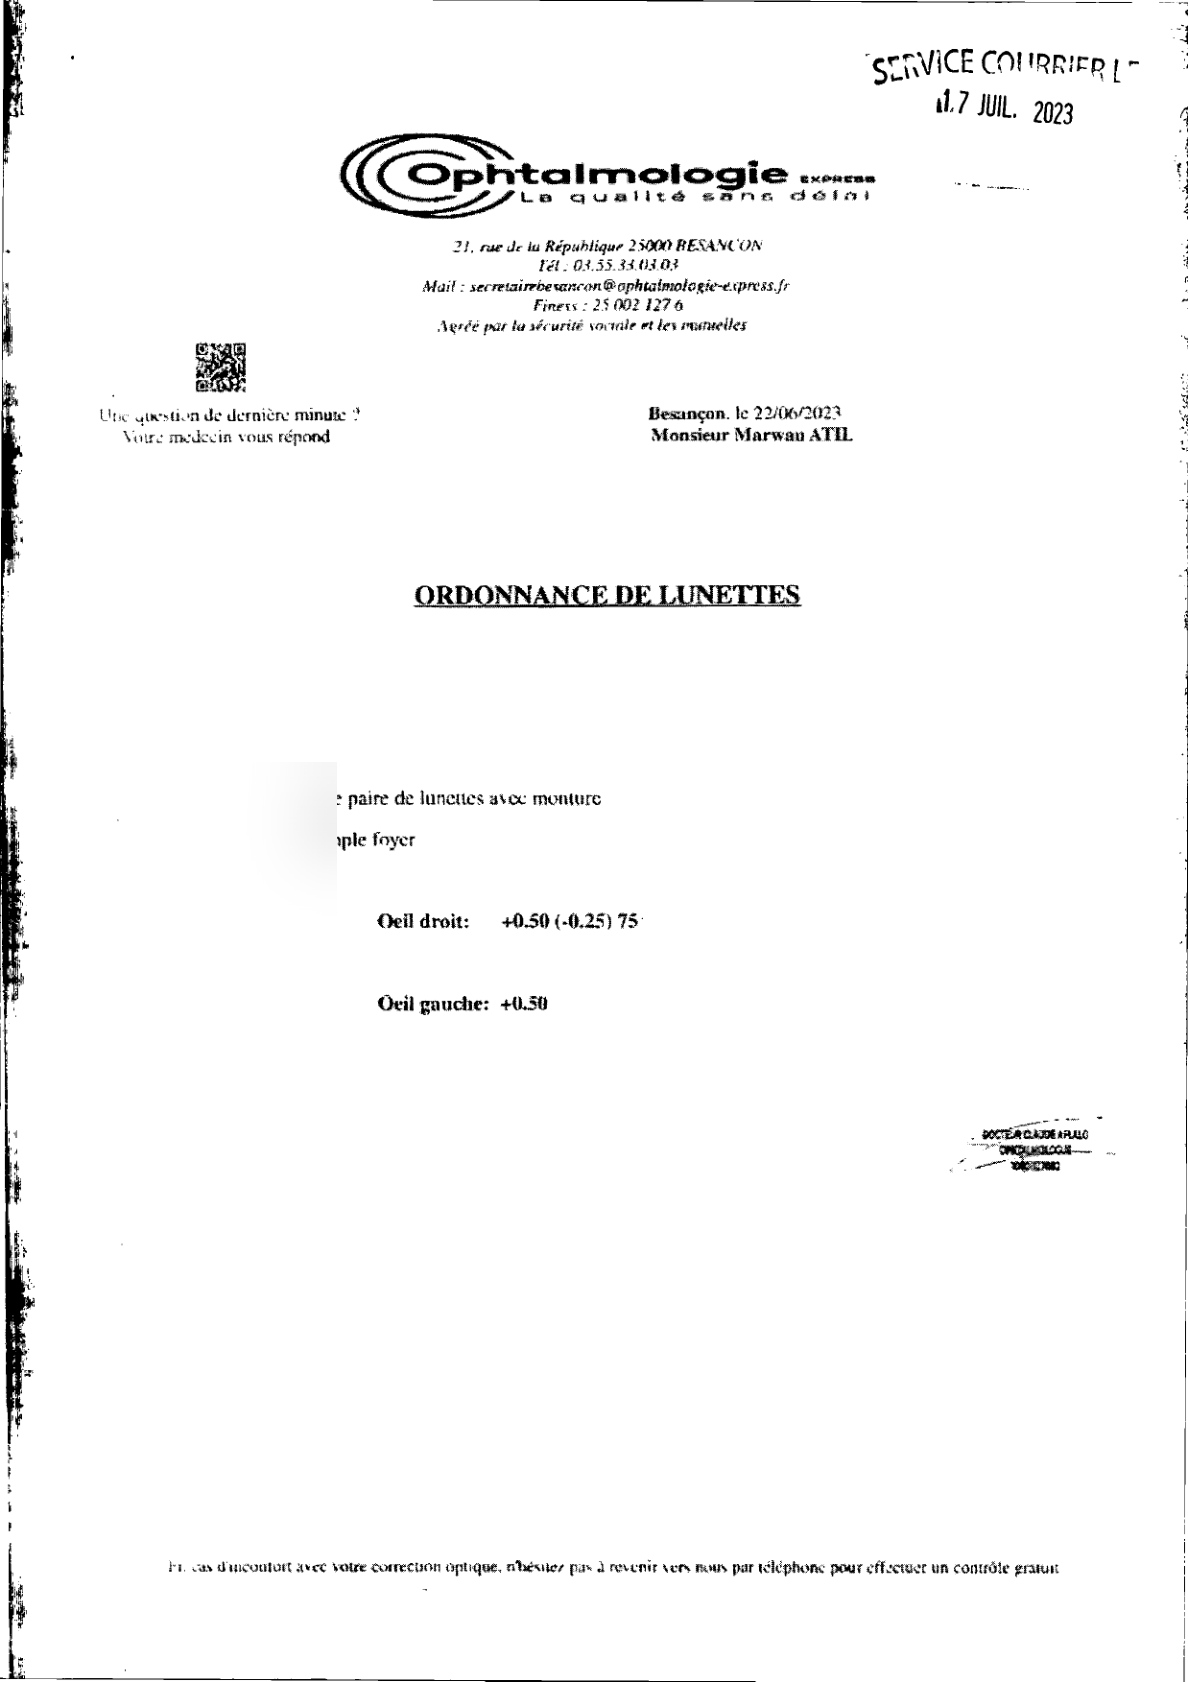 SERVICE COURRIER LE
17 JUIL. 2023
Ophtalmologie EXPRESS
La qualité sans délai
21, rue de la République 25000 BESANCON
Tél : 03.55.33.03.03
Mail : secretairebesancon@ophtalmologie-express.fr
Finess : 25 002 127 6
Agréé par la sécurité sociale et les mutuelles
Une question de dernière minute ?
Votre medecin vous répond
Besançon, le 22/06/2023
Monsieur Marwan ATIL
ORDONNANCE DE LUNETTES
e paire de lunettes avec monture
mple foyer
Oeil droit: +0.50 (-0.25) 75°
Oeil gauche: +0.50
DOCTEUR CLAUDE AFLALO
OPHTALMOLOGUE
En cas d'inconfort avec votre correction optique, n'hésitez pas à revenir vers nous par téléphone pour effectuer un contrôle gratuit